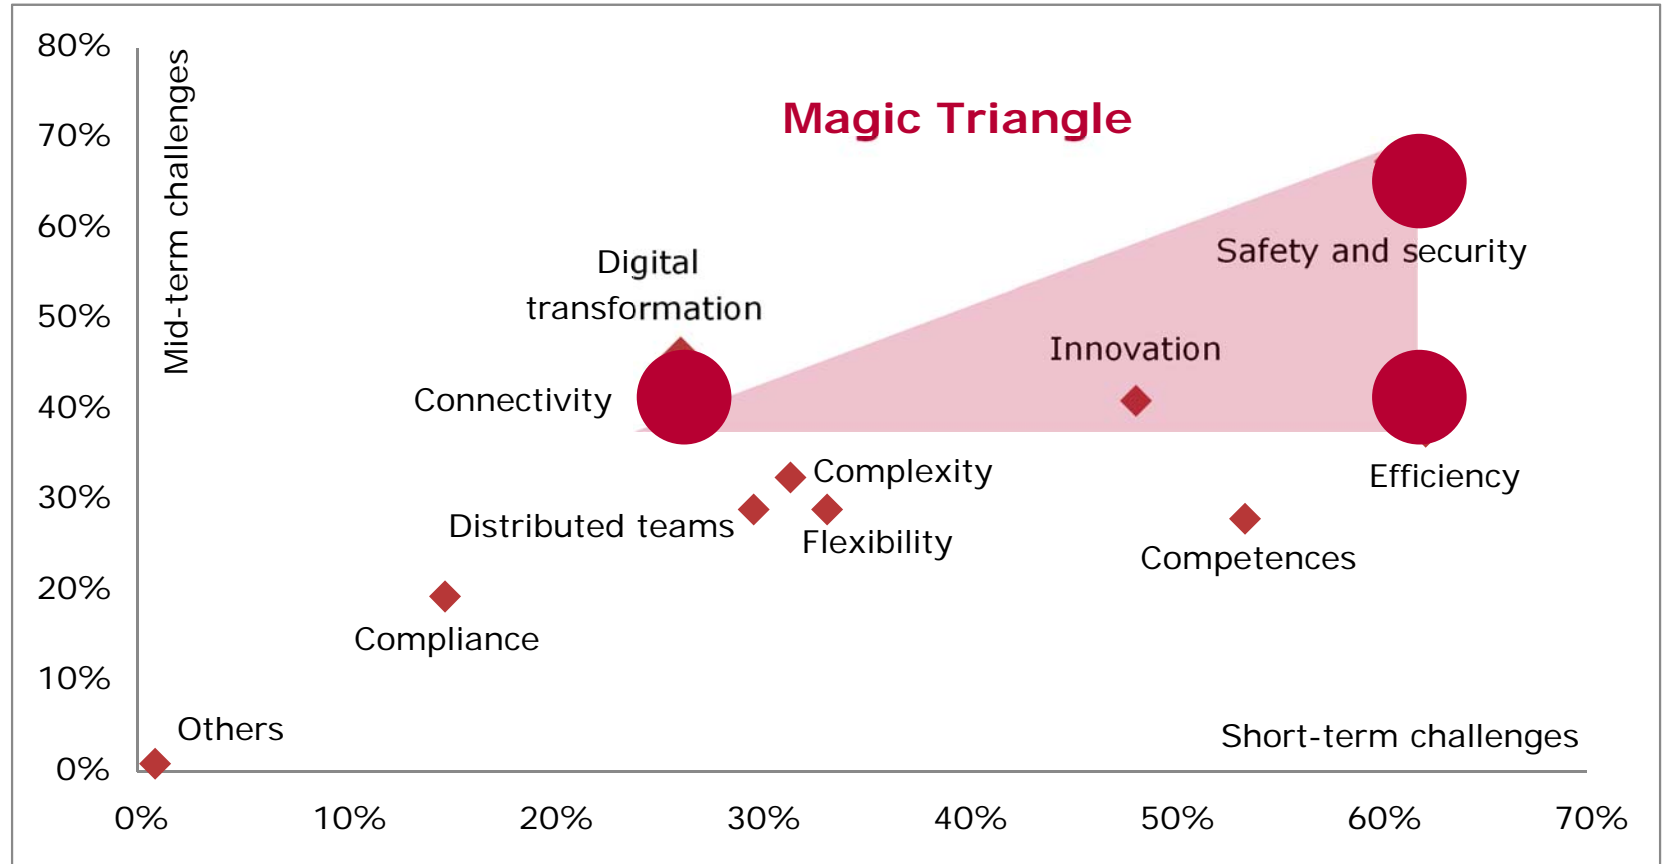 80%
70%
60%
50%
40%
30%
20%
10%
0%
Mid-term challenges
Magic Triangle
Safety and security
Digital
transformation
Innovation
Connectivity
Complexity
Efficiency
Distributed teams
Flexibility
Competences
Compliance
Others
Short-term challenges
0%
10%
20%
30%
40%
50%
60%
70%